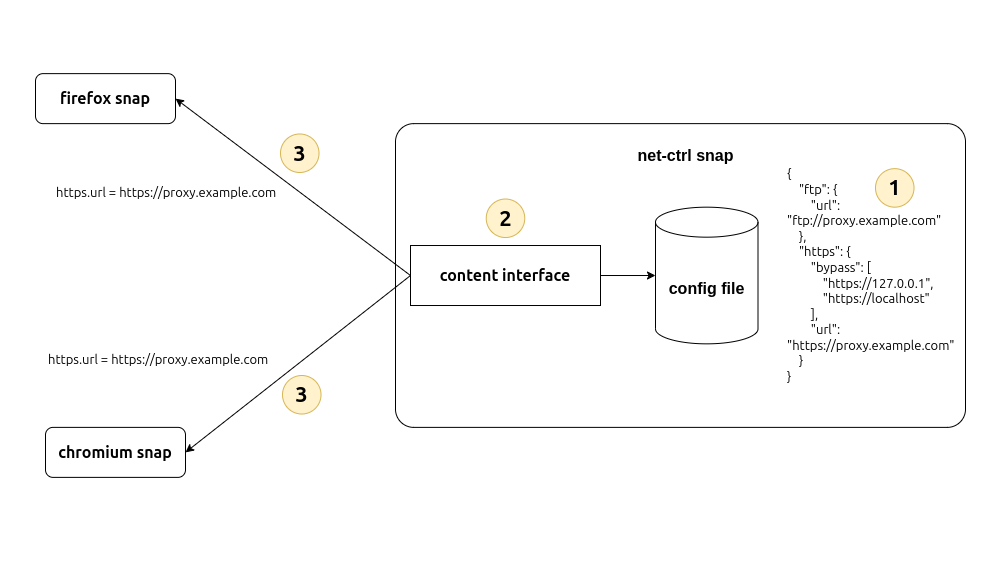 firefox snap
3
https.url = https://proxy.example.com
net-ctrl snap
1
{
"ftp": {
"url":
"ftp://proxy.example.com"
},
"https": {
"bypass": [
"https://127.0.0.1",
"https://localhost"
],
"url":
"https://proxy.example.com"
}
}
2
content interface
config file
https.url = https://proxy.example.com
3
chromium snap